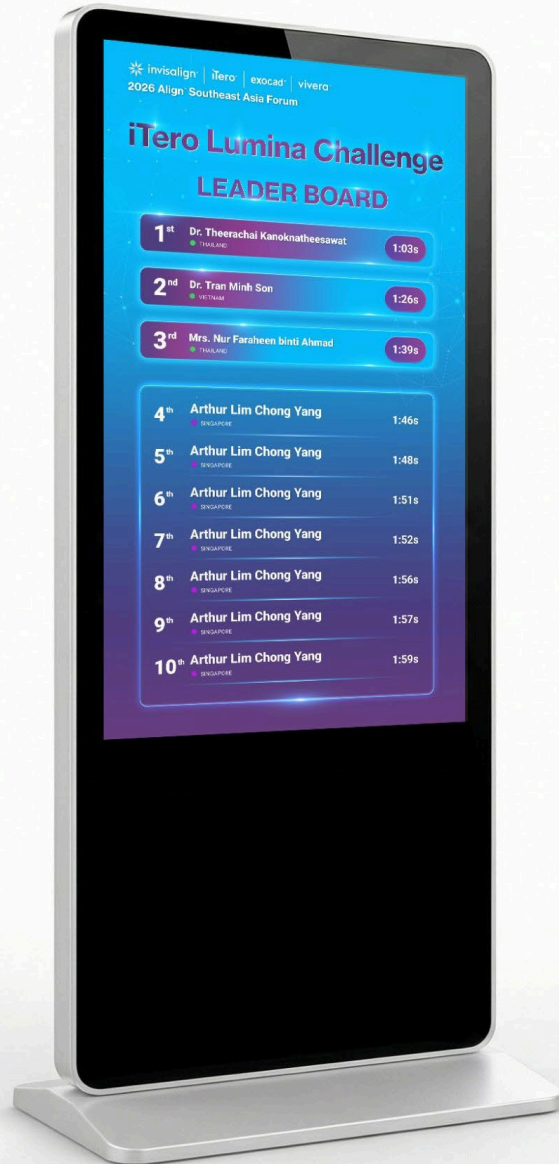 invisalign | iTero | exocad | vivera
2026 Align Southeast Asia Forum
iTero Lumina Challenge
LEADER BOARD
1st Dr. Theerachai Kanoknatheesawat 1:03s
THAILAND
2nd Dr. Tran Minh Son 1:26s
VIETNAM
3rd Mrs. Nur Faraheen binti Ahmad 1:39s
THAILAND
4th Arthur Lim Chong Yang 1:46s
SINGAPORE
5th Arthur Lim Chong Yang 1:48s
SINGAPORE
6th Arthur Lim Chong Yang 1:51s
SINGAPORE
7th Arthur Lim Chong Yang 1:52s
SINGAPORE
8th Arthur Lim Chong Yang 1:56s
SINGAPORE
9th Arthur Lim Chong Yang 1:57s
SINGAPORE
10th Arthur Lim Chong Yang 1:59s
SINGAPORE